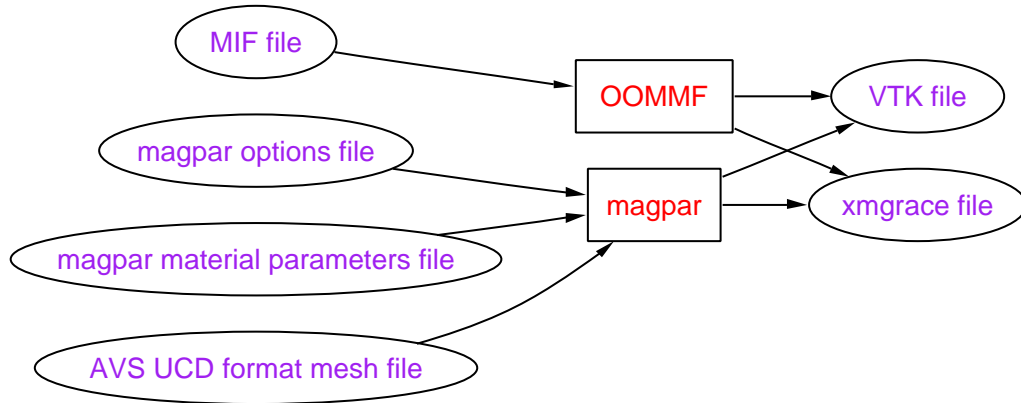 MIF file
OOMMF
VTK file
magpar options file
magpar
xmgrace file
magpar material parameters file
AVS UCD format mesh file